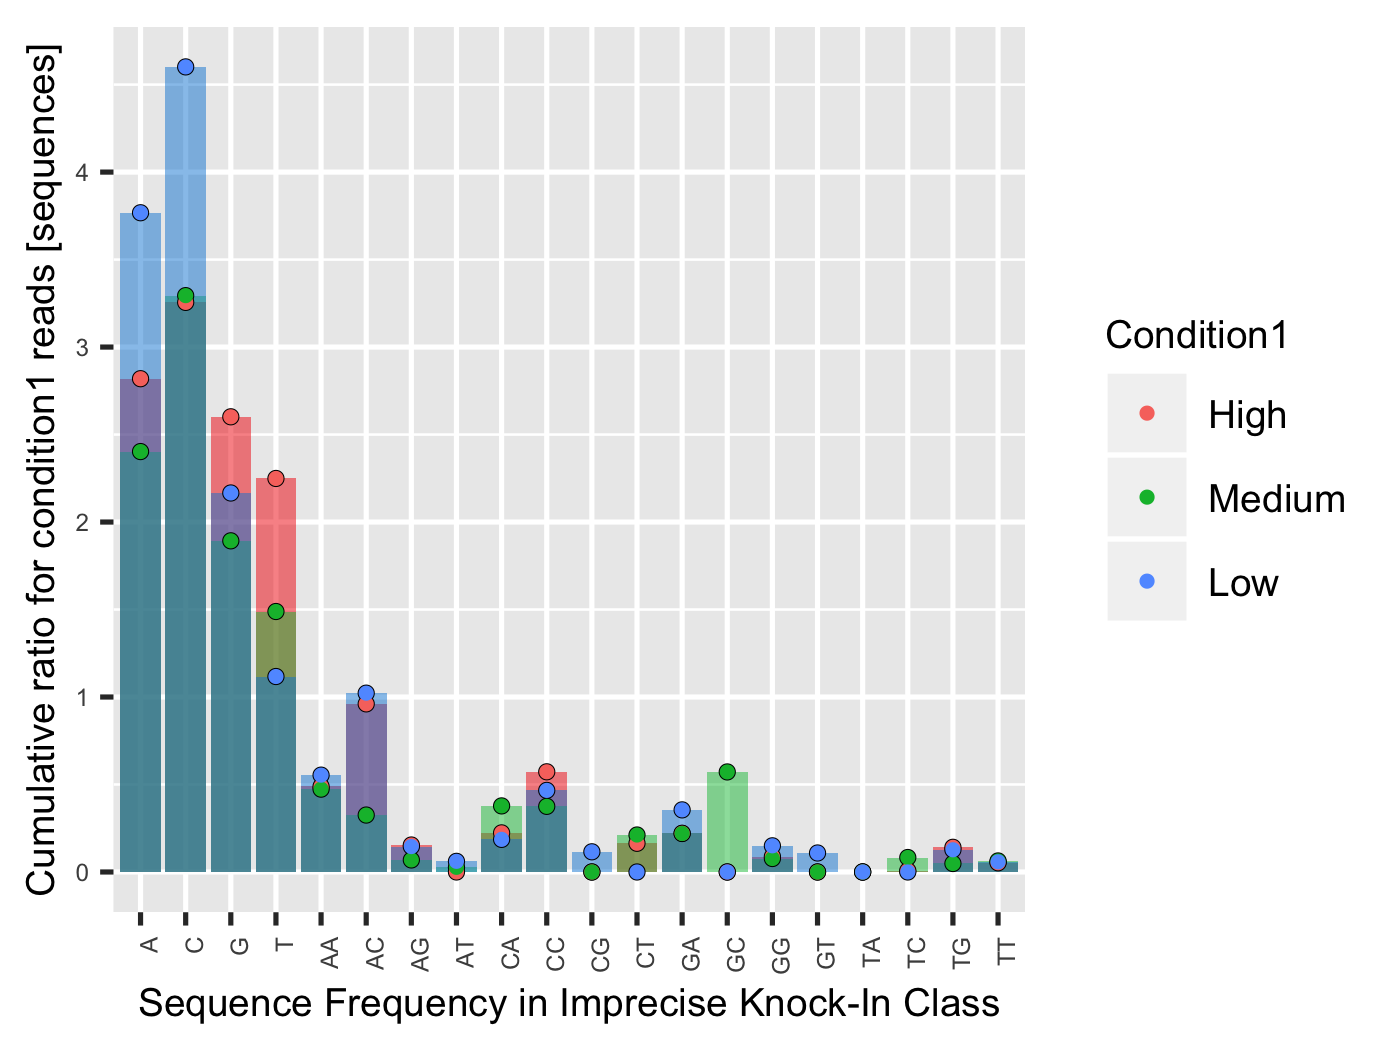 Cumulative ratio for condition1 reads [sequences]
4
3
2
1
0
A C G T AA AC AG AT CA CC CG CT GA GC GG GT TA TC TG TT
Sequence Frequency in Imprecise Knock-In Class
Condition1
High
Medium
Low